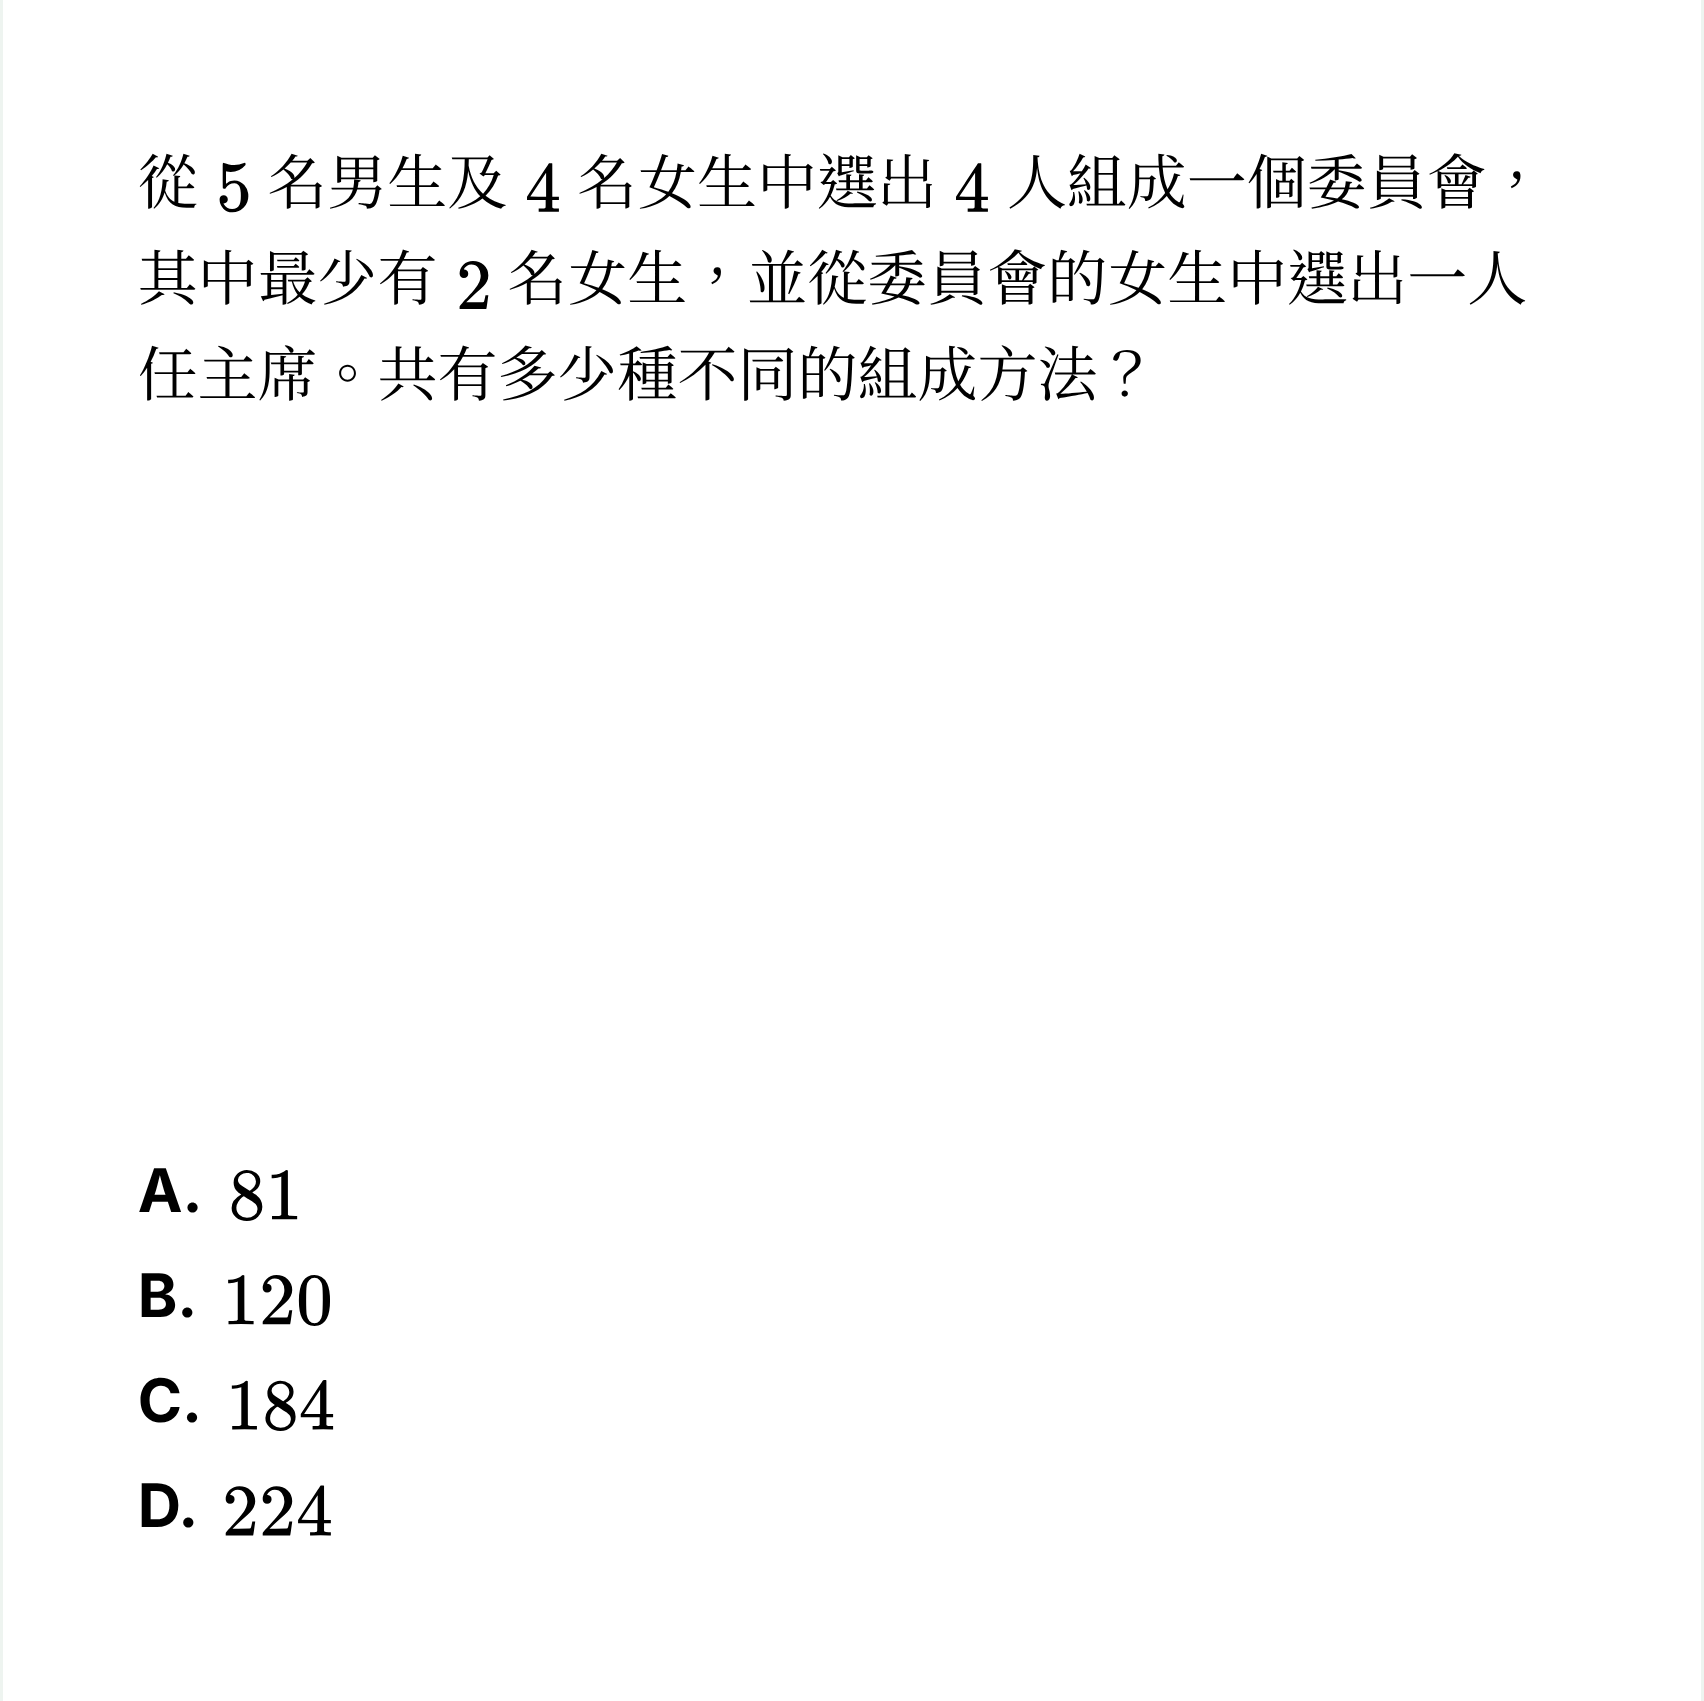 從 5 名男生及 4 名女生中選出 4 人組成一個委員會，
其中最少有 2 名女生，並從委員會的女生中選出一人
任主席。共有多少種不同的組成方法？
A. 81
B. 120
C. 184
D. 224